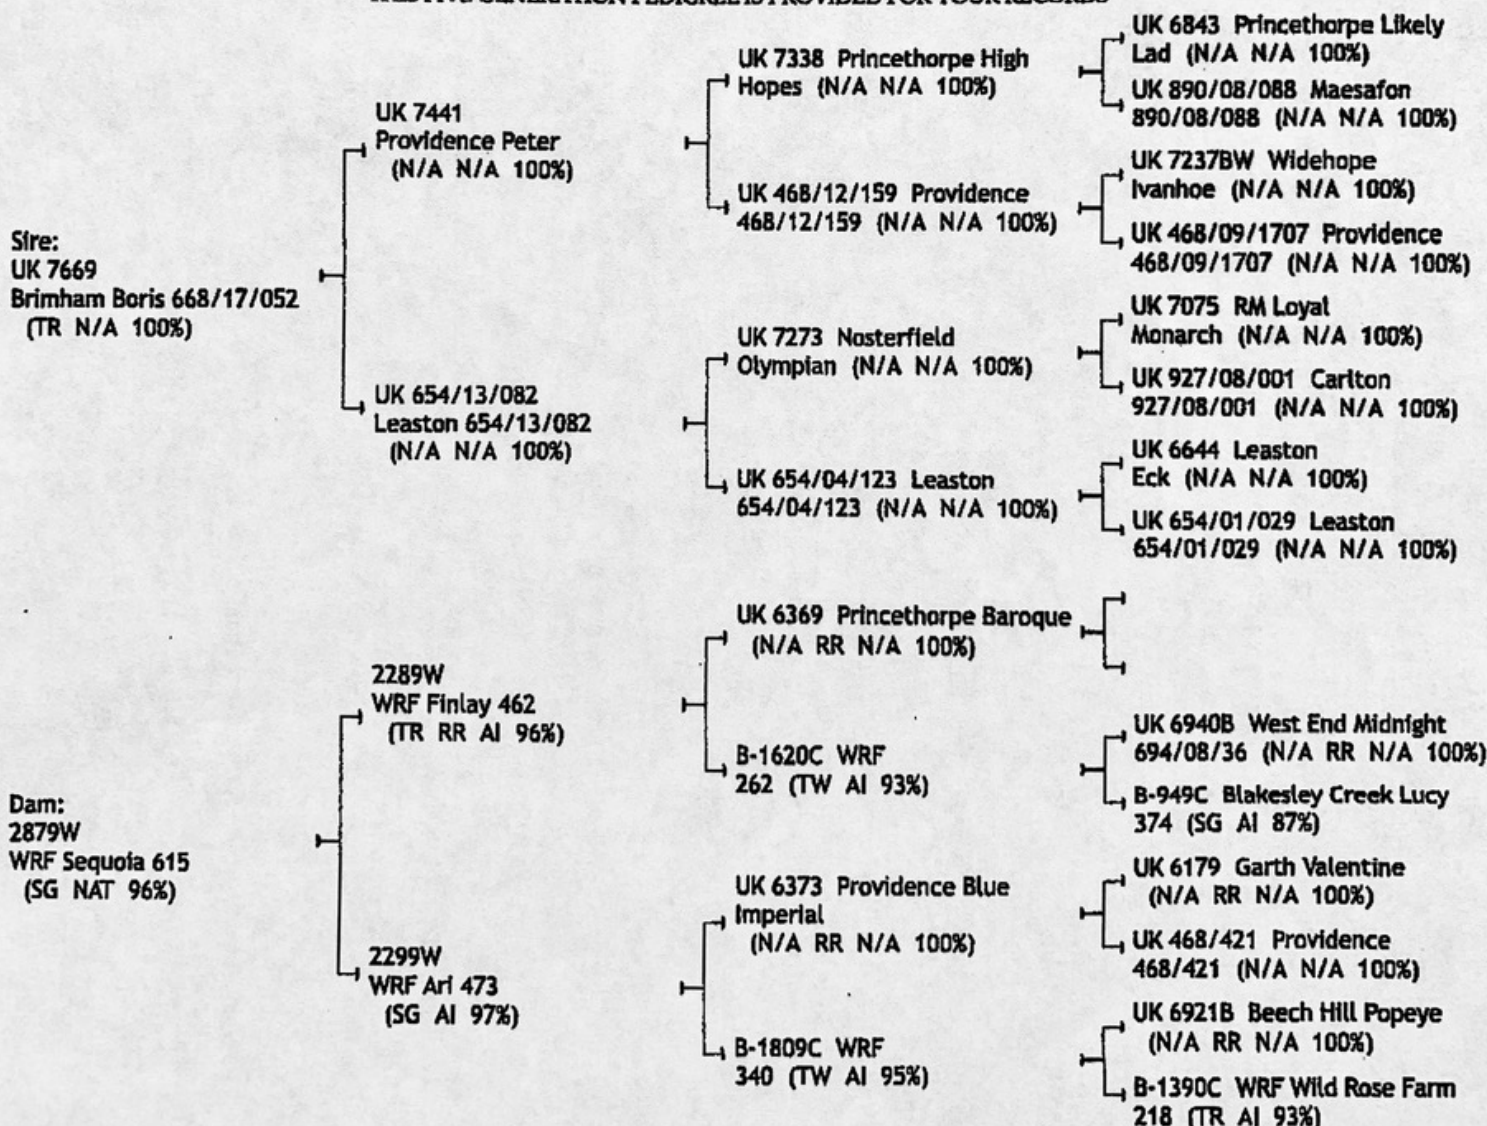 GENERATION PEDIGREE IS PROVIDED FOR YOUR RECORDS
Sire:
UK 7669
Brimham Boris 668/17/052
(TR N/A 100%)
UK 7441
Providence Peter
(N/A N/A 100%)
UK 654/13/082
Leaston 654/13/082
(N/A N/A 100%)
UK 7338 Princethorpe High
Hopes (N/A N/A 100%)
UK 468/12/159 Providence
468/12/159 (N/A N/A 100%)
UK 7273 Nosterfield
Olympian (N/A N/A 100%)
UK 654/04/123 Leaston
654/04/123 (N/A N/A 100%)
UK 6843 Princethorpe Likely
Lad (N/A N/A 100%)
UK 890/08/088 Maesafon
890/08/088 (N/A N/A 100%)
UK 7237BW Widehope
Ivanhoe (N/A N/A 100%)
UK 468/09/1707 Providence
468/09/1707 (N/A N/A 100%)
UK 7075 RM Loyal
Monarch (N/A N/A 100%)
UK 927/08/001 Carlton
927/08/001 (N/A N/A 100%)
UK 6644 Leaston
Eck (N/A N/A 100%)
UK 654/01/029 Leaston
654/01/029 (N/A N/A 100%)
Dam:
2879W
WRF Sequoia 615
(SG NAT 96%)
2289W
WRF Finlay 462
(TR RR AI 96%)
2299W
WRF Ari 473
(SG AI 97%)
UK 6369 Princethorpe Baroque
(N/A RR N/A 100%)
B-1620C WRF
262 (TW AI 93%)
UK 6373 Providence Blue
Imperial
(N/A RR N/A 100%)
B-1809C WRF
340 (TW AI 95%)
UK 6940B West End Midnight
694/08/36 (N/A RR N/A 100%)
B-949C Blakesley Creek Lucy
374 (SG AI 87%)
UK 6179 Garth Valentine
(N/A RR N/A 100%)
UK 468/421 Providence
468/421 (N/A N/A 100%)
UK 6921B Beech Hill Popeye
(N/A RR N/A 100%)
B-1390C WRF Wild Rose Farm
218 (TR AI 93%)